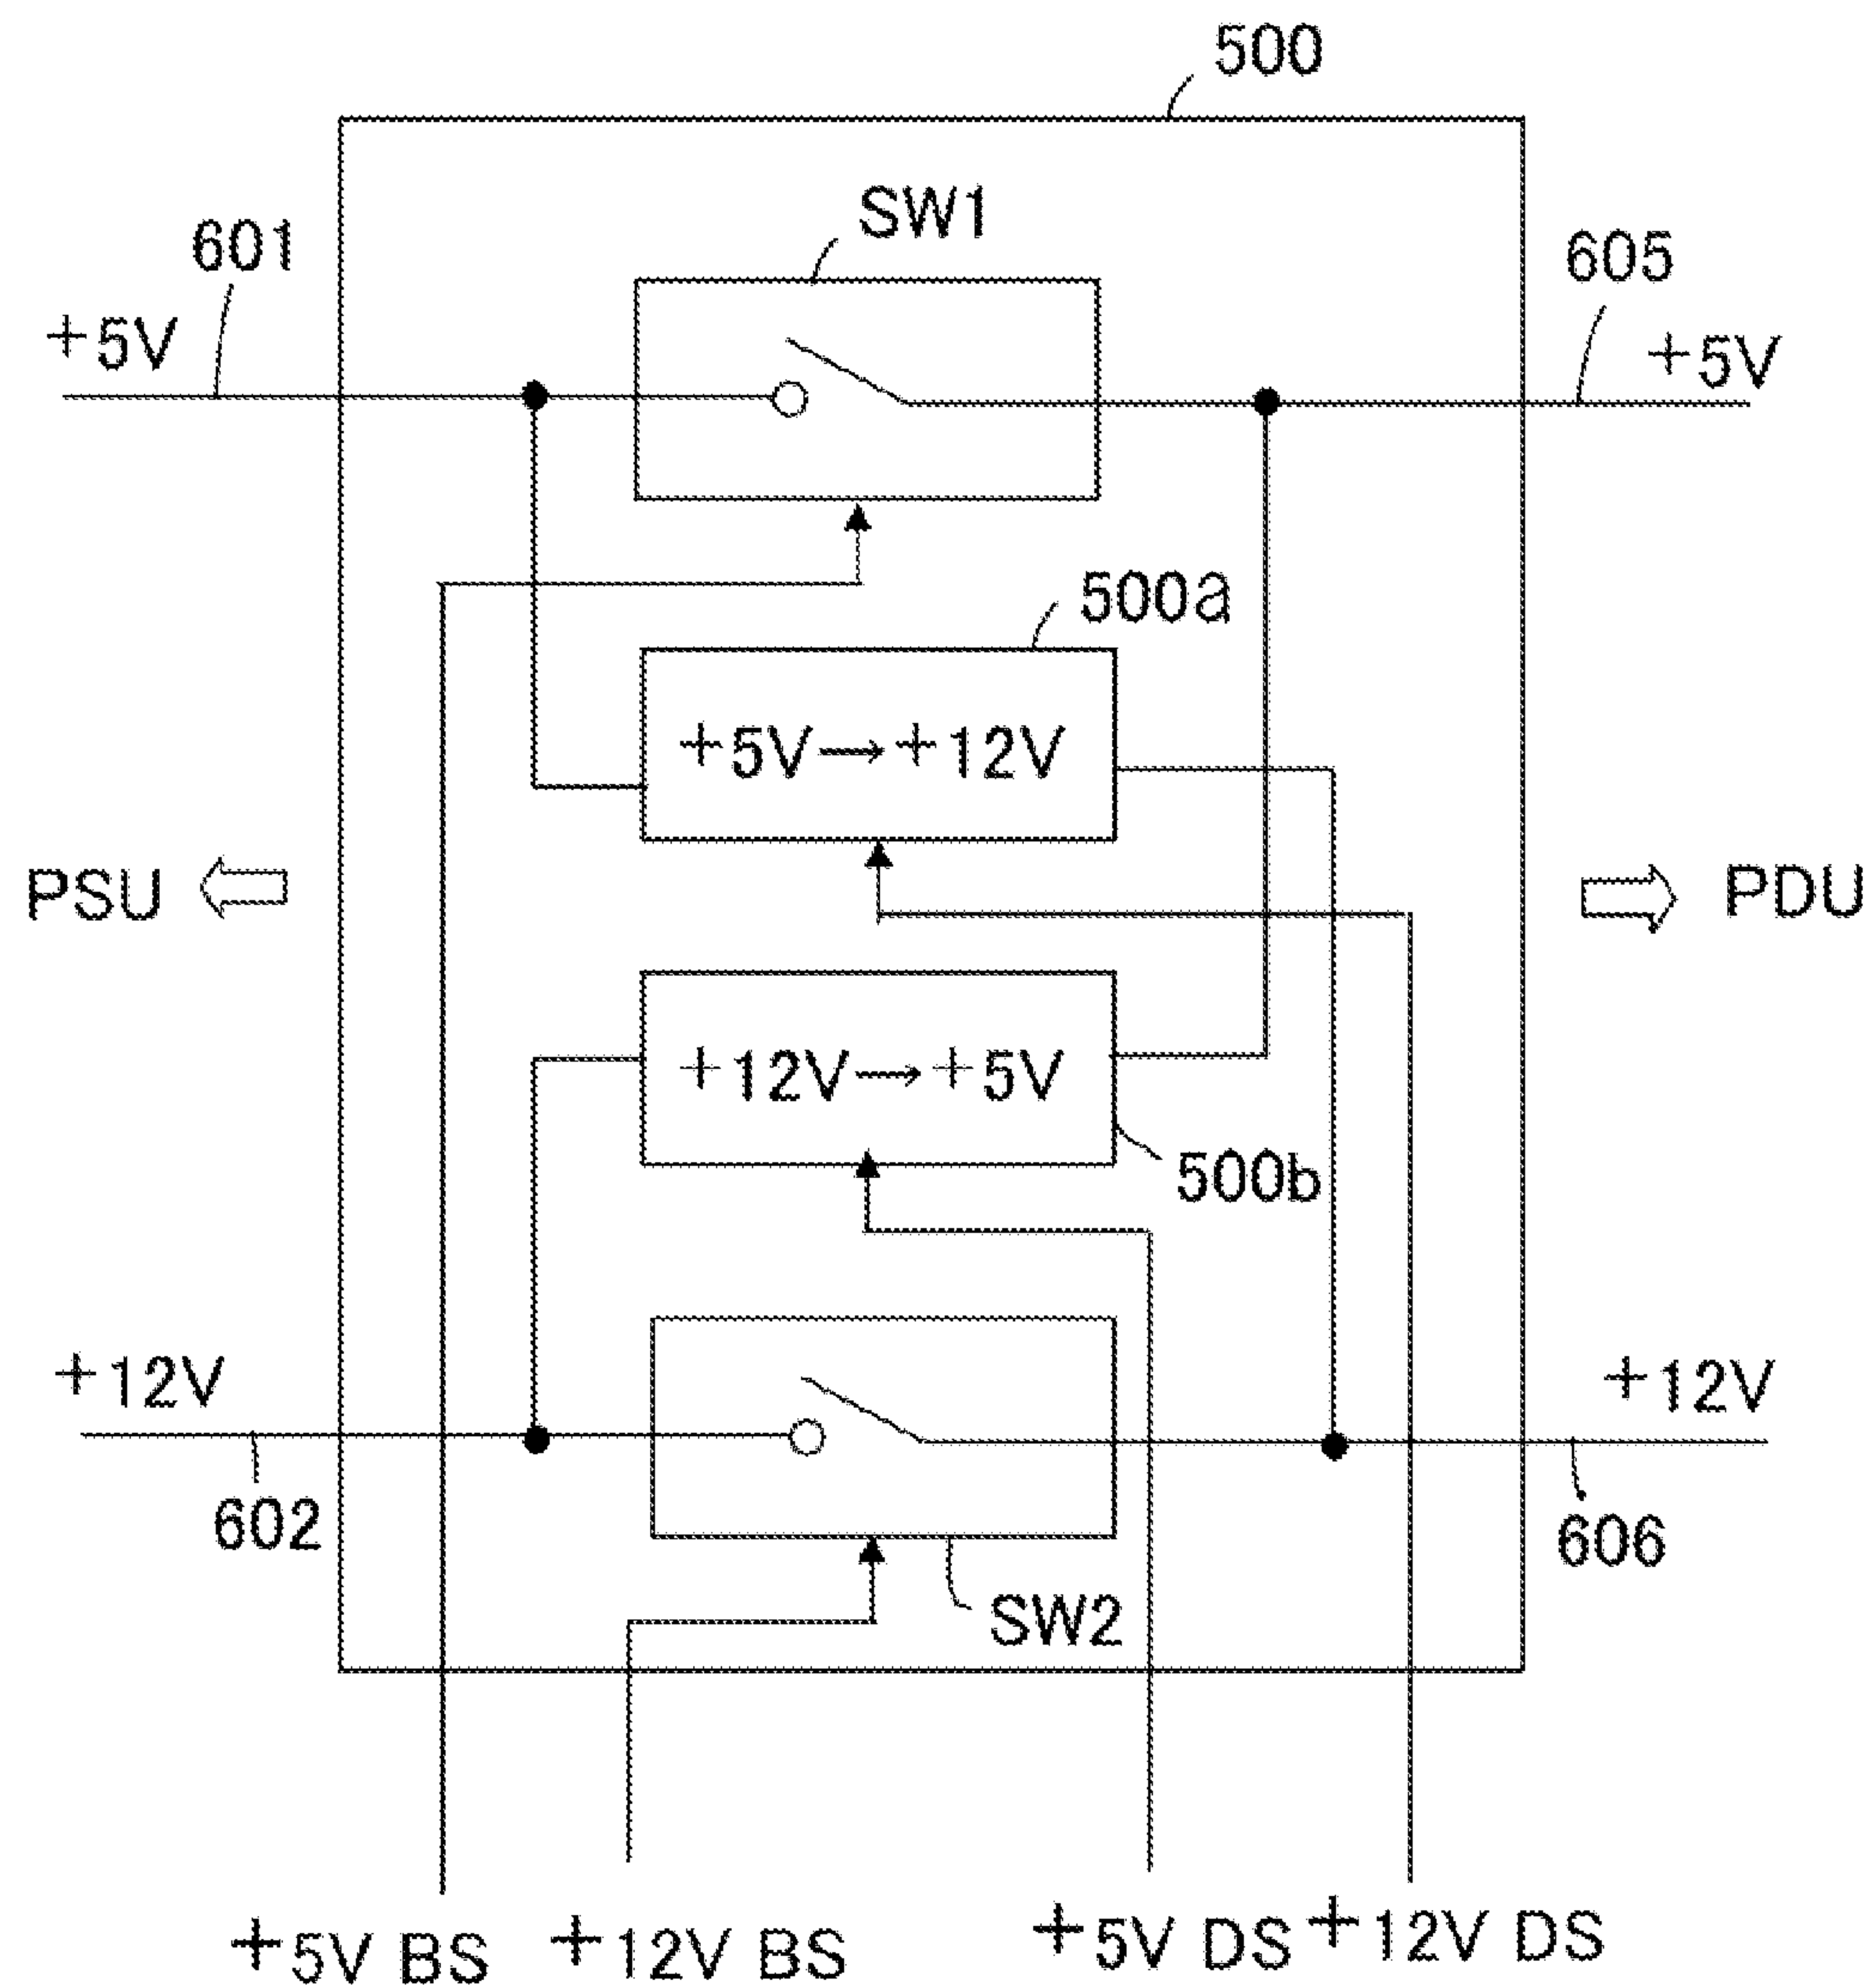 500
SW1
601
605
+5V
+5V
500a
+5V→+12V
PSU
PDU
+12V→+5V
500b
+12V
+12V
602
606
SW2
+5V BS
+12V BS
+5V DS
+12V DS